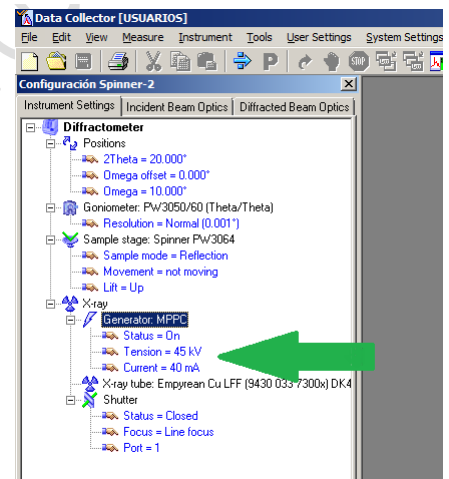 Data Collector [USUARIOS]
File Edit View Measure Instrument Tools User Settings System Settings
P STOP
Configuración Spinner-2
Instrument Settings Incident Beam Optics Diffracted Beam Optics
Diffractometer
Positions
2Theta = 20.000°
Omega offset = 0.000°
Omega = 10.000°
Goniometer: PW3050/60 (Theta/Theta)
Resolution = Normal (0.001°)
Sample stage: Spinner PW3064
Sample mode = Reflection
Movement = not moving
Lift = Up
X-ray
Generator: MPPC
Status = On
Tension = 45 kV
Current = 40 mA
X-ray tube: Empyrean Cu LFF (9430 033 7300x) DK4
Shutter
Status = Closed
Focus = Line focus
Port = 1